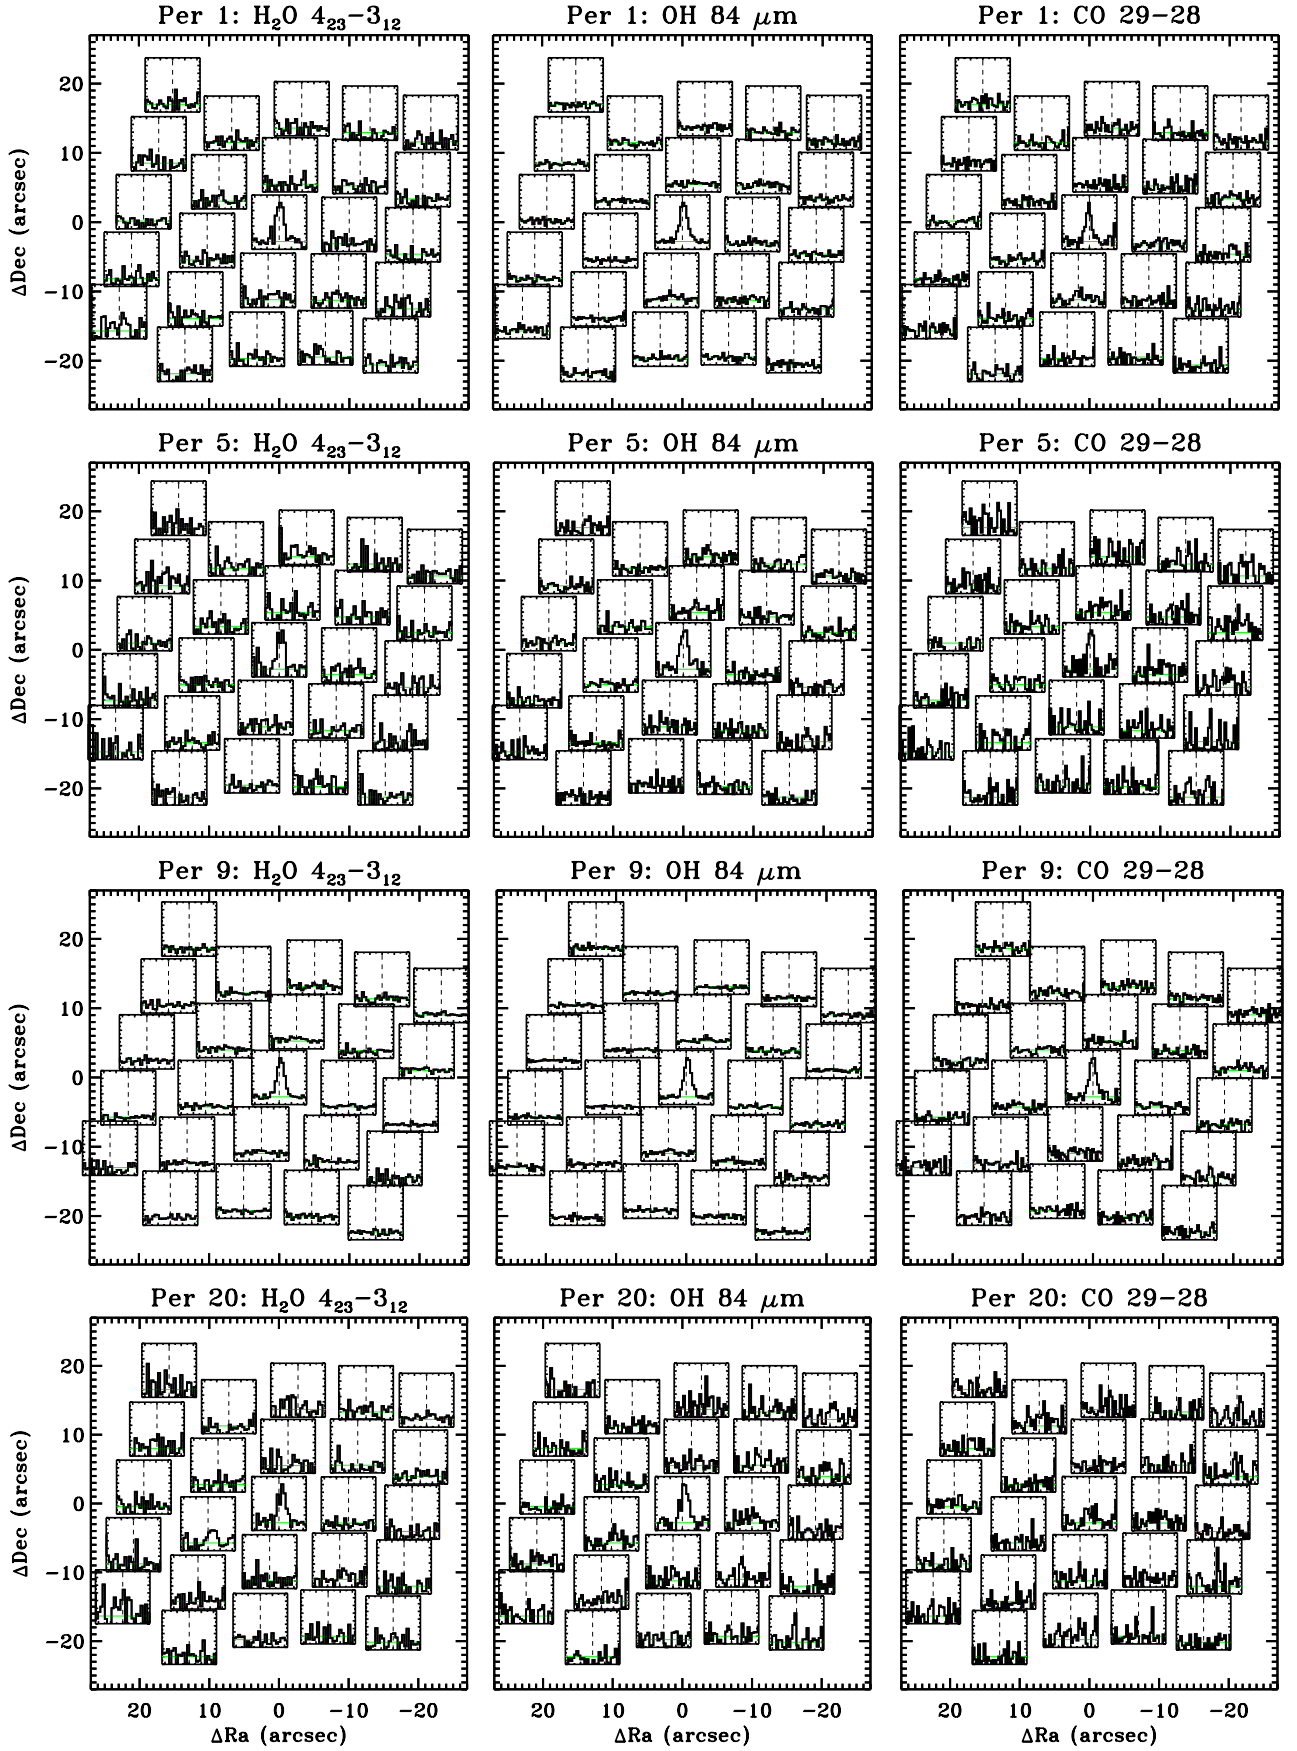 Per 1: H₂O 4₂₃−3₁₂ Per 1: OH 84 μm Per 1: CO 29−28
ΔDec (arcsec)
20
10
0
−10
−20
Per 5: H₂O 4₂₃−3₁₂ Per 5: OH 84 μm Per 5: CO 29−28
ΔDec (arcsec)
20
10
0
−10
−20
Per 9: H₂O 4₂₃−3₁₂ Per 9: OH 84 μm Per 9: CO 29−28
ΔDec (arcsec)
20
10
0
−10
−20
Per 20: H₂O 4₂₃−3₁₂ Per 20: OH 84 μm Per 20: CO 29−28
ΔDec (arcsec)
20
10
0
−10
−20
20 10 0 −10 −20 20 10 0 −10 −20 20 10 0 −10 −20
ΔRa (arcsec) ΔRa (arcsec) ΔRa (arcsec)